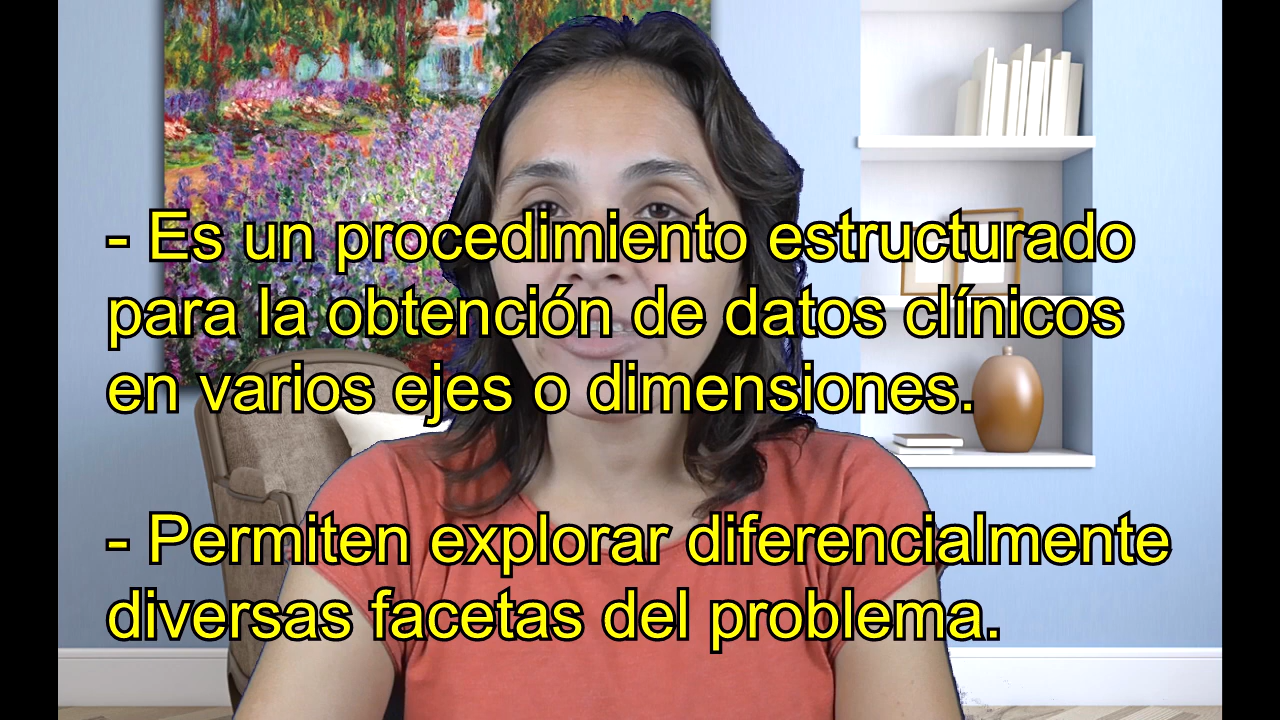 - Es un procedimiento estructurado
para la obtención de datos clínicos
en varios ejes o dimensiones.
- Permiten explorar diferencialmente
diversas facetas del problema.